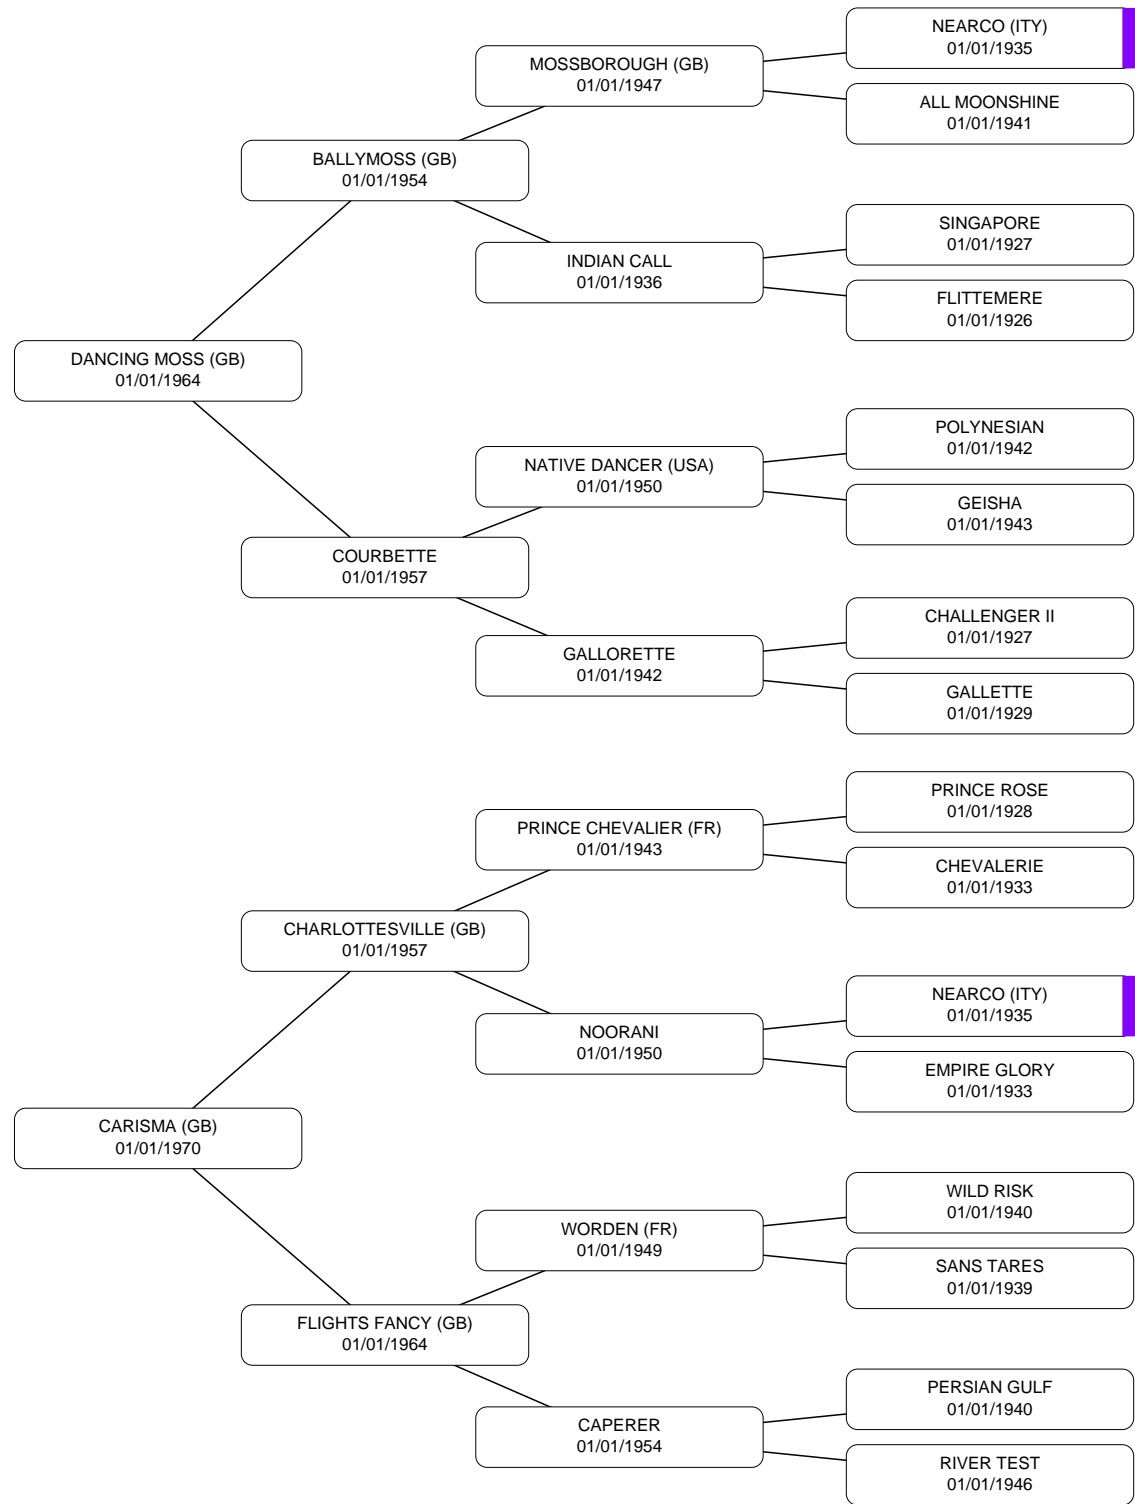 NEARCO (ITY)
01/01/1935
MOSSBOROUGH (GB)
01/01/1947
ALL MOONSHINE
01/01/1941
BALLYMOSS (GB)
01/01/1954
SINGAPORE
01/01/1927
INDIAN CALL
01/01/1936
FLITTEMERE
01/01/1926
DANCING MOSS (GB)
01/01/1964
POLYNESIAN
01/01/1942
NATIVE DANCER (USA)
01/01/1950
GEISHA
01/01/1943
COURBETTE
01/01/1957
CHALLENGER II
01/01/1927
GALLORETTE
01/01/1942
GALLETTE
01/01/1929
PRINCE ROSE
01/01/1928
PRINCE CHEVALIER (FR)
01/01/1943
CHEVALERIE
01/01/1933
CHARLOTTESVILLE (GB)
01/01/1957
NEARCO (ITY)
01/01/1935
NOORANI
01/01/1950
EMPIRE GLORY
01/01/1933
CARISMA (GB)
01/01/1970
WILD RISK
01/01/1940
WORDEN (FR)
01/01/1949
SANS TARES
01/01/1939
FLIGHTS FANCY (GB)
01/01/1964
PERSIAN GULF
01/01/1940
CAPERER
01/01/1954
RIVER TEST
01/01/1946